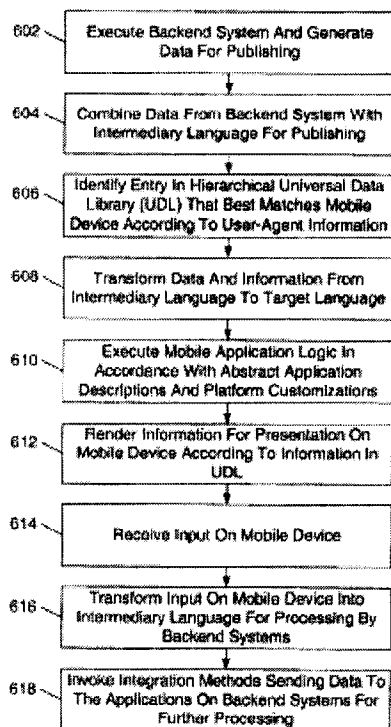 602
Execute Backend System And Generate
Data For Publishing
604
Combine Data From Backend System With
Intermediary Language For Publishing
606
Identify Entry In Hierarchical Universal Data
Library (UDL) That Best Matches Mobile
Device According To User-Agent Information
608
Transform Data And Information From
Intermediary Language To Target Language
610
Execute Mobile Application Logic In
Accordance With Abstract Application
Descriptions And Platform Customizations
612
Render Information For Presentation On
Mobile Device According To Information In
UDL
614
Receive Input On Mobile Device
616
Transform Input On Mobile Device Into
Intermediary Language For Processing By
Backend Systems
618
Invoke Integration Methods Sending Data To
The Applications On Backend Systems For
Further Processing